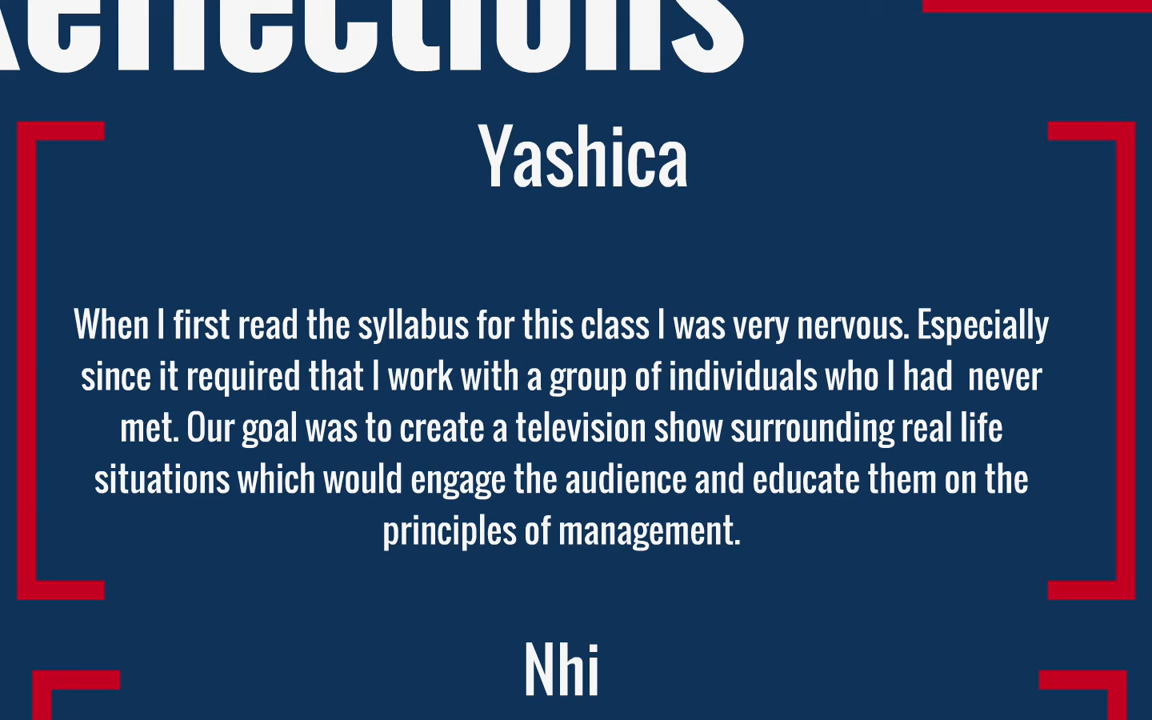 Reflections
Yashica
When I first read the syllabus for this class I was very nervous. Especially
since it required that I work with a group of individuals who I had  never
met. Our goal was to create a television show surrounding real life
situations which would engage the audience and educate them on the
principles of management.
Nhi